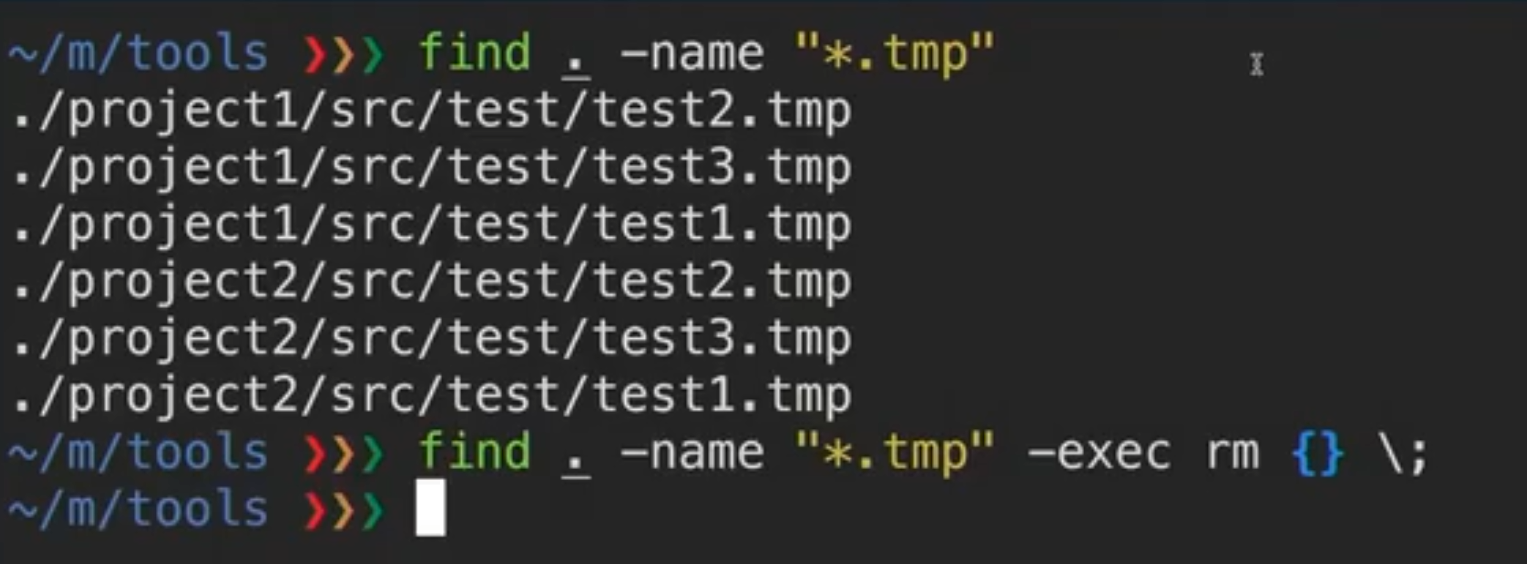 ~/m/tools ❯❯❯ find . -name "*.tmp"
./project1/src/test/test2.tmp
./project1/src/test/test3.tmp
./project1/src/test/test1.tmp
./project2/src/test/test2.tmp
./project2/src/test/test3.tmp
./project2/src/test/test1.tmp
~/m/tools ❯❯❯ find . -name "*.tmp" -exec rm {} \;
~/m/tools ❯❯❯